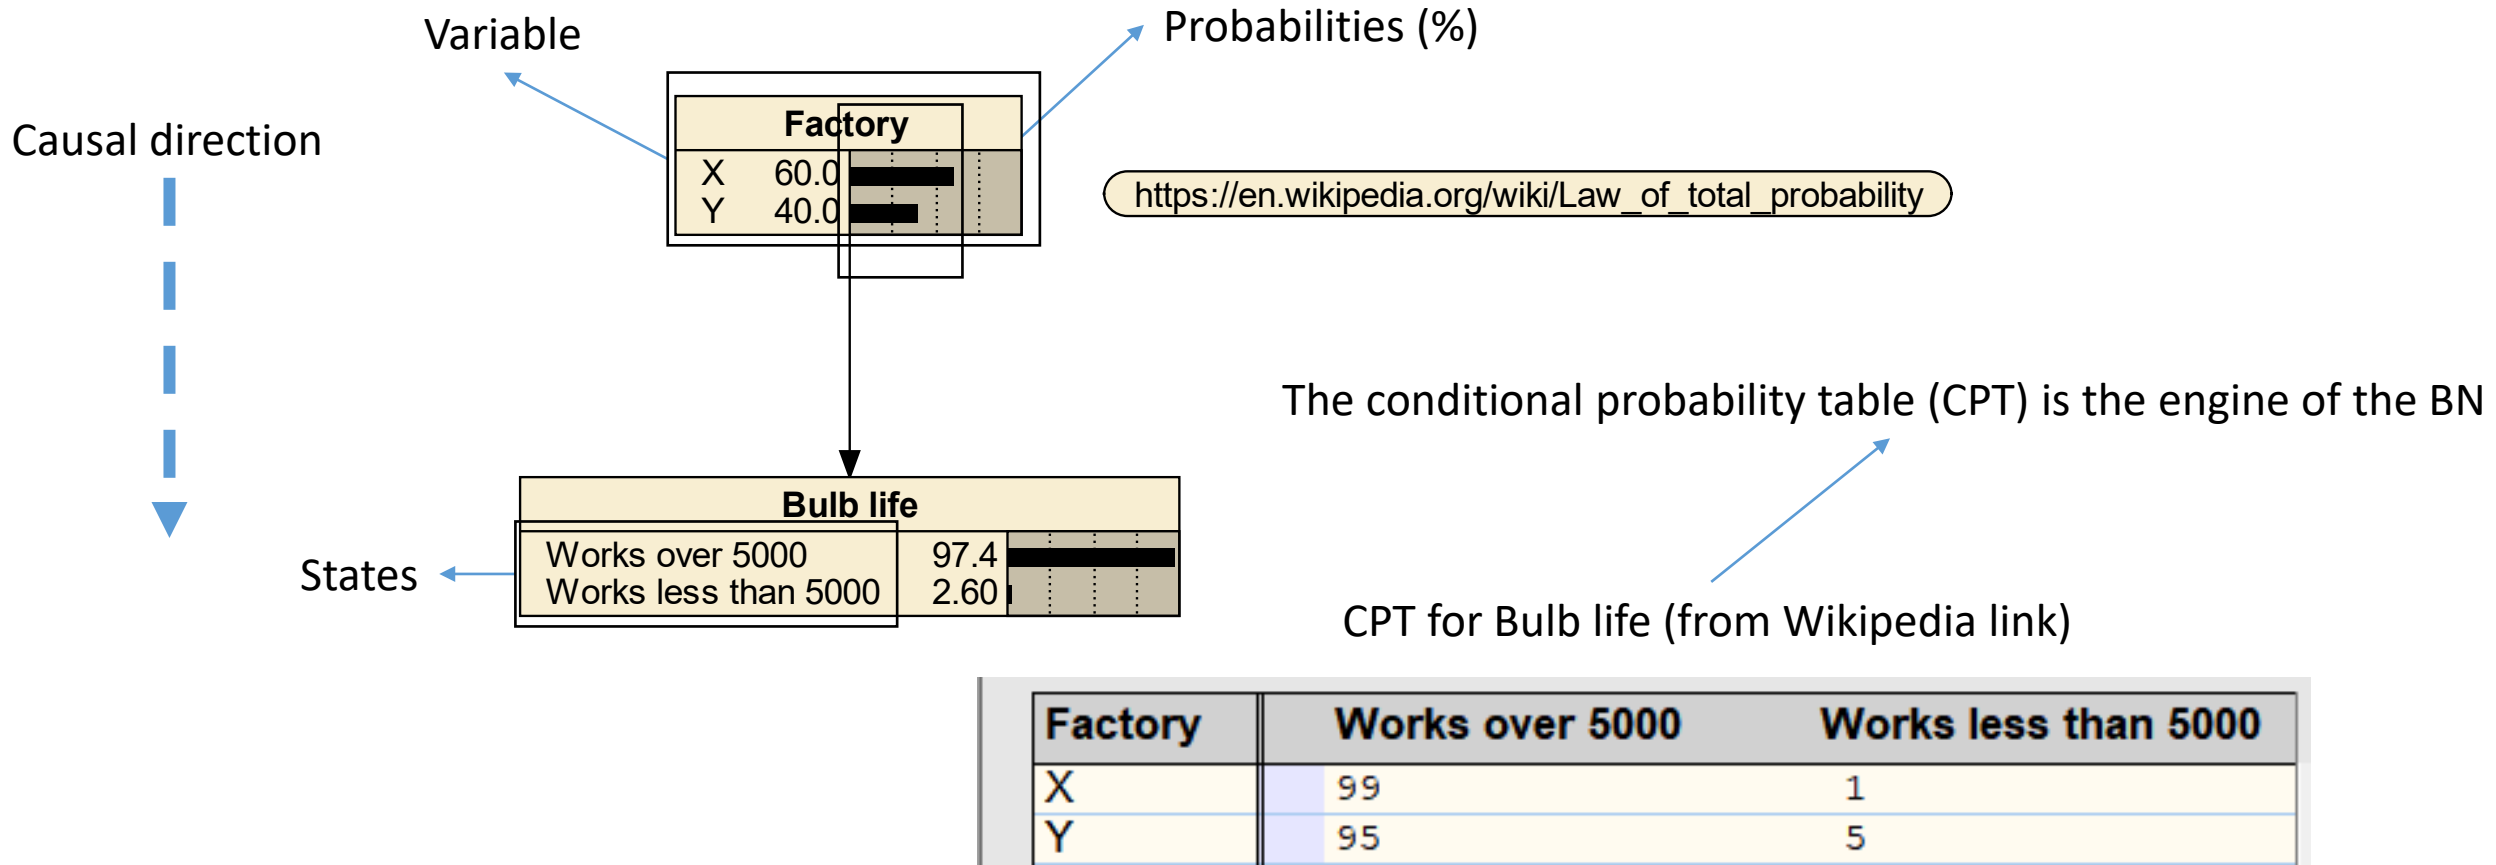 Variable
Probabilities (%)
Causal direction
Factory
X 60.0
Y 40.0
https://en.wikipedia.org/wiki/Law_of_total_probability
The conditional probability table (CPT) is the engine of the BN
Bulb life
Works over 5000 97.4
Works less than 5000 2.60
States
CPT for Bulb life (from Wikipedia link)
Factory Works over 5000 Works less than 5000
X 99 1
Y 95 5